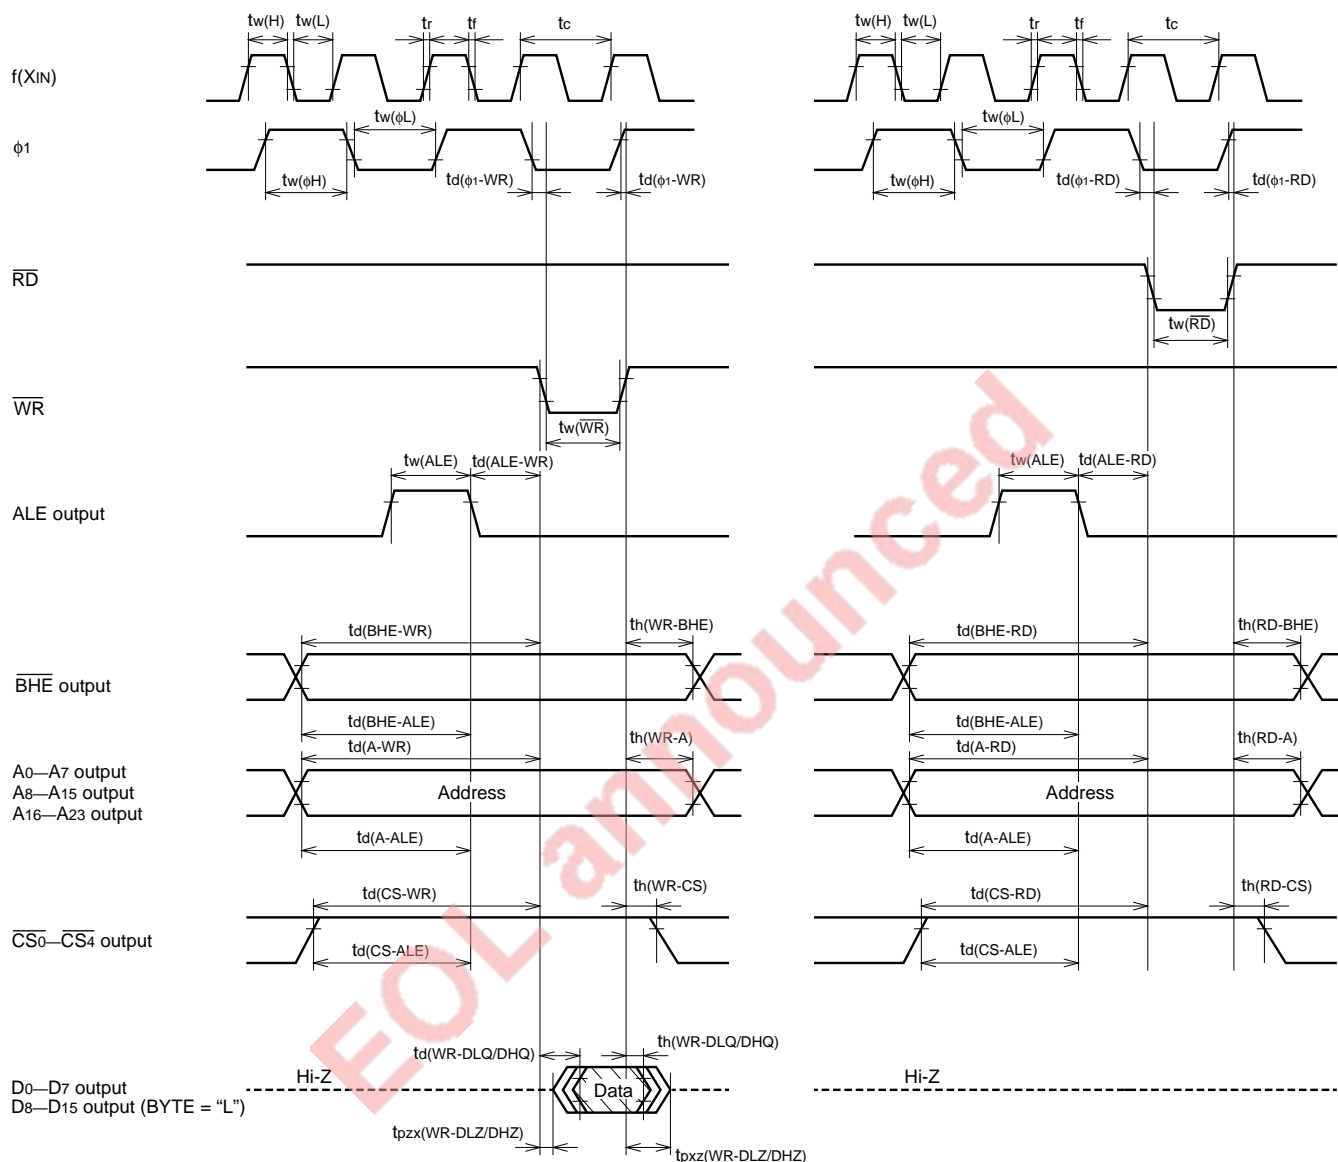 tw(H) tw(L) tr tf tc tw(H) tw(L) tr tf tc
f(XIN)
tw(ϕL) tw(ϕL)
ϕ1
tw(ϕH) td(ϕ1-WR) td(ϕ1-WR) tw(ϕH) td(ϕ1-RD) td(ϕ1-RD)
R̅D̅
tw(R̅D̅)
W̅R̅
tw(W̅R̅)
tw(ALE) td(ALE-WR) tw(ALE) td(ALE-RD)
ALE output
td(BHE-WR) th(WR-BHE) td(BHE-RD) th(RD-BHE)
B̅H̅E̅ output
td(BHE-ALE) td(BHE-ALE)
td(A-WR) th(WR-A) td(A-RD) th(RD-A)
A0—A7 output
A8—A15 output Address Address
A16—A23 output
td(A-ALE) td(A-ALE)
td(CS-WR) th(WR-CS) td(CS-RD) th(RD-CS)
C̅S̅0̅—C̅S̅4̅ output
td(CS-ALE) td(CS-ALE)
td(WR-DLQ/DHQ) th(WR-DLQ/DHQ)
Hi-Z Hi-Z
D0—D7 output Data
D8—D15 output (BYTE = “L”)
tpzx(WR-DLZ/DHZ)
tpxz(WR-DLZ/DHZ)
EOL announced